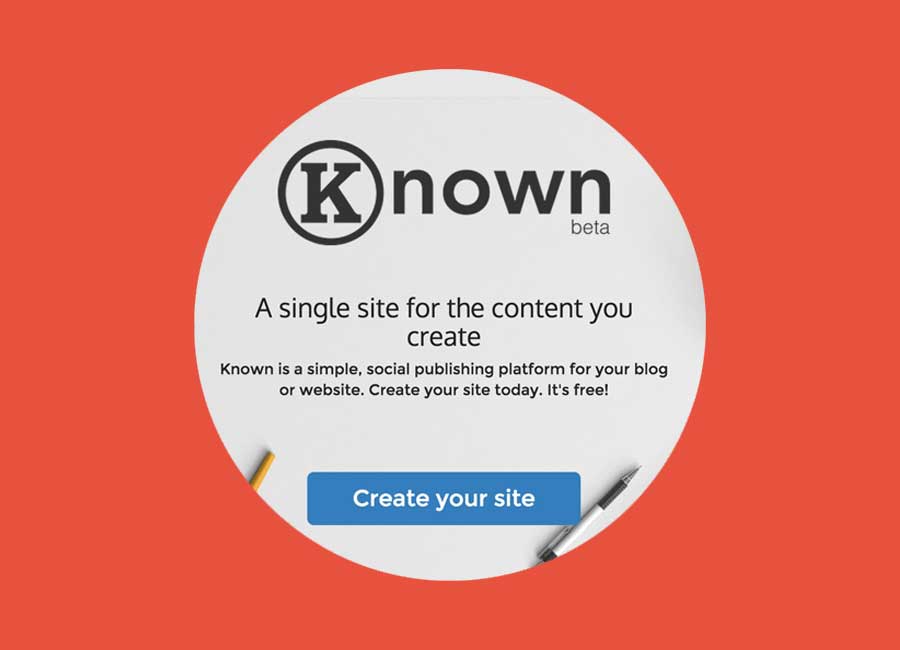 Known
beta
A single site for the content you
create
Known is a simple, social publishing platform for your blog
or website. Create your site today. It's free!
Create your site